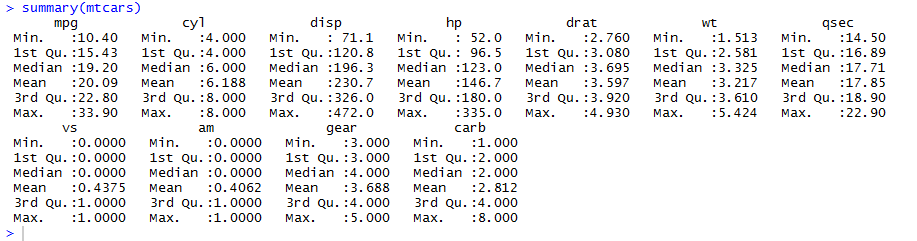 > summary(mtcars)
      mpg             cyl             disp             hp             drat             wt             qsec      
 Min.   :10.40   Min.   :4.000   Min.   : 71.1   Min.   : 52.0   Min.   :2.760   Min.   :1.513   Min.   :14.50  
 1st Qu.:15.43   1st Qu.:4.000   1st Qu.:120.8   1st Qu.: 96.5   1st Qu.:3.080   1st Qu.:2.581   1st Qu.:16.89  
 Median :19.20   Median :6.000   Median :196.3   Median :123.0   Median :3.695   Median :3.325   Median :17.71  
 Mean   :20.09   Mean   :6.188   Mean   :230.7   Mean   :146.7   Mean   :3.597   Mean   :3.217   Mean   :17.85  
 3rd Qu.:22.80   3rd Qu.:8.000   3rd Qu.:326.0   3rd Qu.:180.0   3rd Qu.:3.920   3rd Qu.:3.610   3rd Qu.:18.90  
 Max.   :33.90   Max.   :8.000   Max.   :472.0   Max.   :335.0   Max.   :4.930   Max.   :5.424   Max.   :22.90  
       vs               am              gear            carb      
 Min.   :0.0000   Min.   :0.0000   Min.   :3.000   Min.   :1.000  
 1st Qu.:0.0000   1st Qu.:0.0000   1st Qu.:3.000   1st Qu.:2.000  
 Median :0.0000   Median :0.0000   Median :4.000   Median :2.000  
 Mean   :0.4375   Mean   :0.4062   Mean   :3.688   Mean   :2.812  
 3rd Qu.:1.0000   3rd Qu.:1.0000   3rd Qu.:4.000   3rd Qu.:4.000  
 Max.   :1.0000   Max.   :1.0000   Max.   :5.000   Max.   :8.000  
>